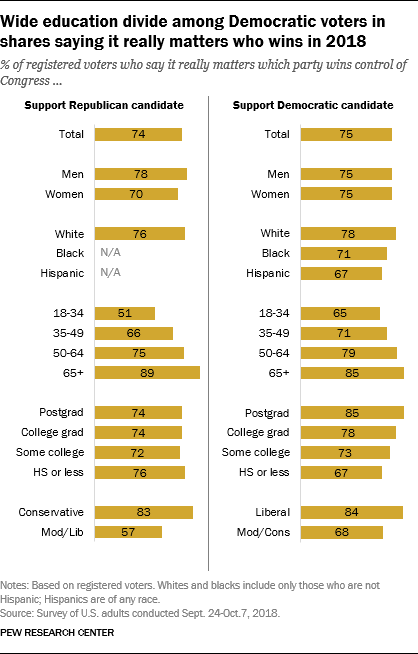 Wide education divide among Democratic voters in
shares saying it really matters who wins in 2018
% of registered voters who say it really matters which party wins control of
Congress ...
Support Republican candidate
Total 74
Men 78
Women 70
White 76
Black N/A
Hispanic N/A
18-34 51
35-49 66
50-64 75
65+ 89
Postgrad 74
College grad 74
Some college 72
HS or less 76
Conservative 83
Mod/Lib 57
Support Democratic candidate
Total 75
Men 75
Women 75
White 78
Black 71
Hispanic 67
18-34 65
35-49 71
50-64 79
65+ 85
Postgrad 85
College grad 78
Some college 73
HS or less 67
Liberal 84
Mod/Cons 68
Notes: Based on registered voters. Whites and blacks include only those who are not
Hispanic; Hispanics are of any race.
Source: Survey of U.S. adults conducted Sept. 24-Oct.7, 2018.
PEW RESEARCH CENTER